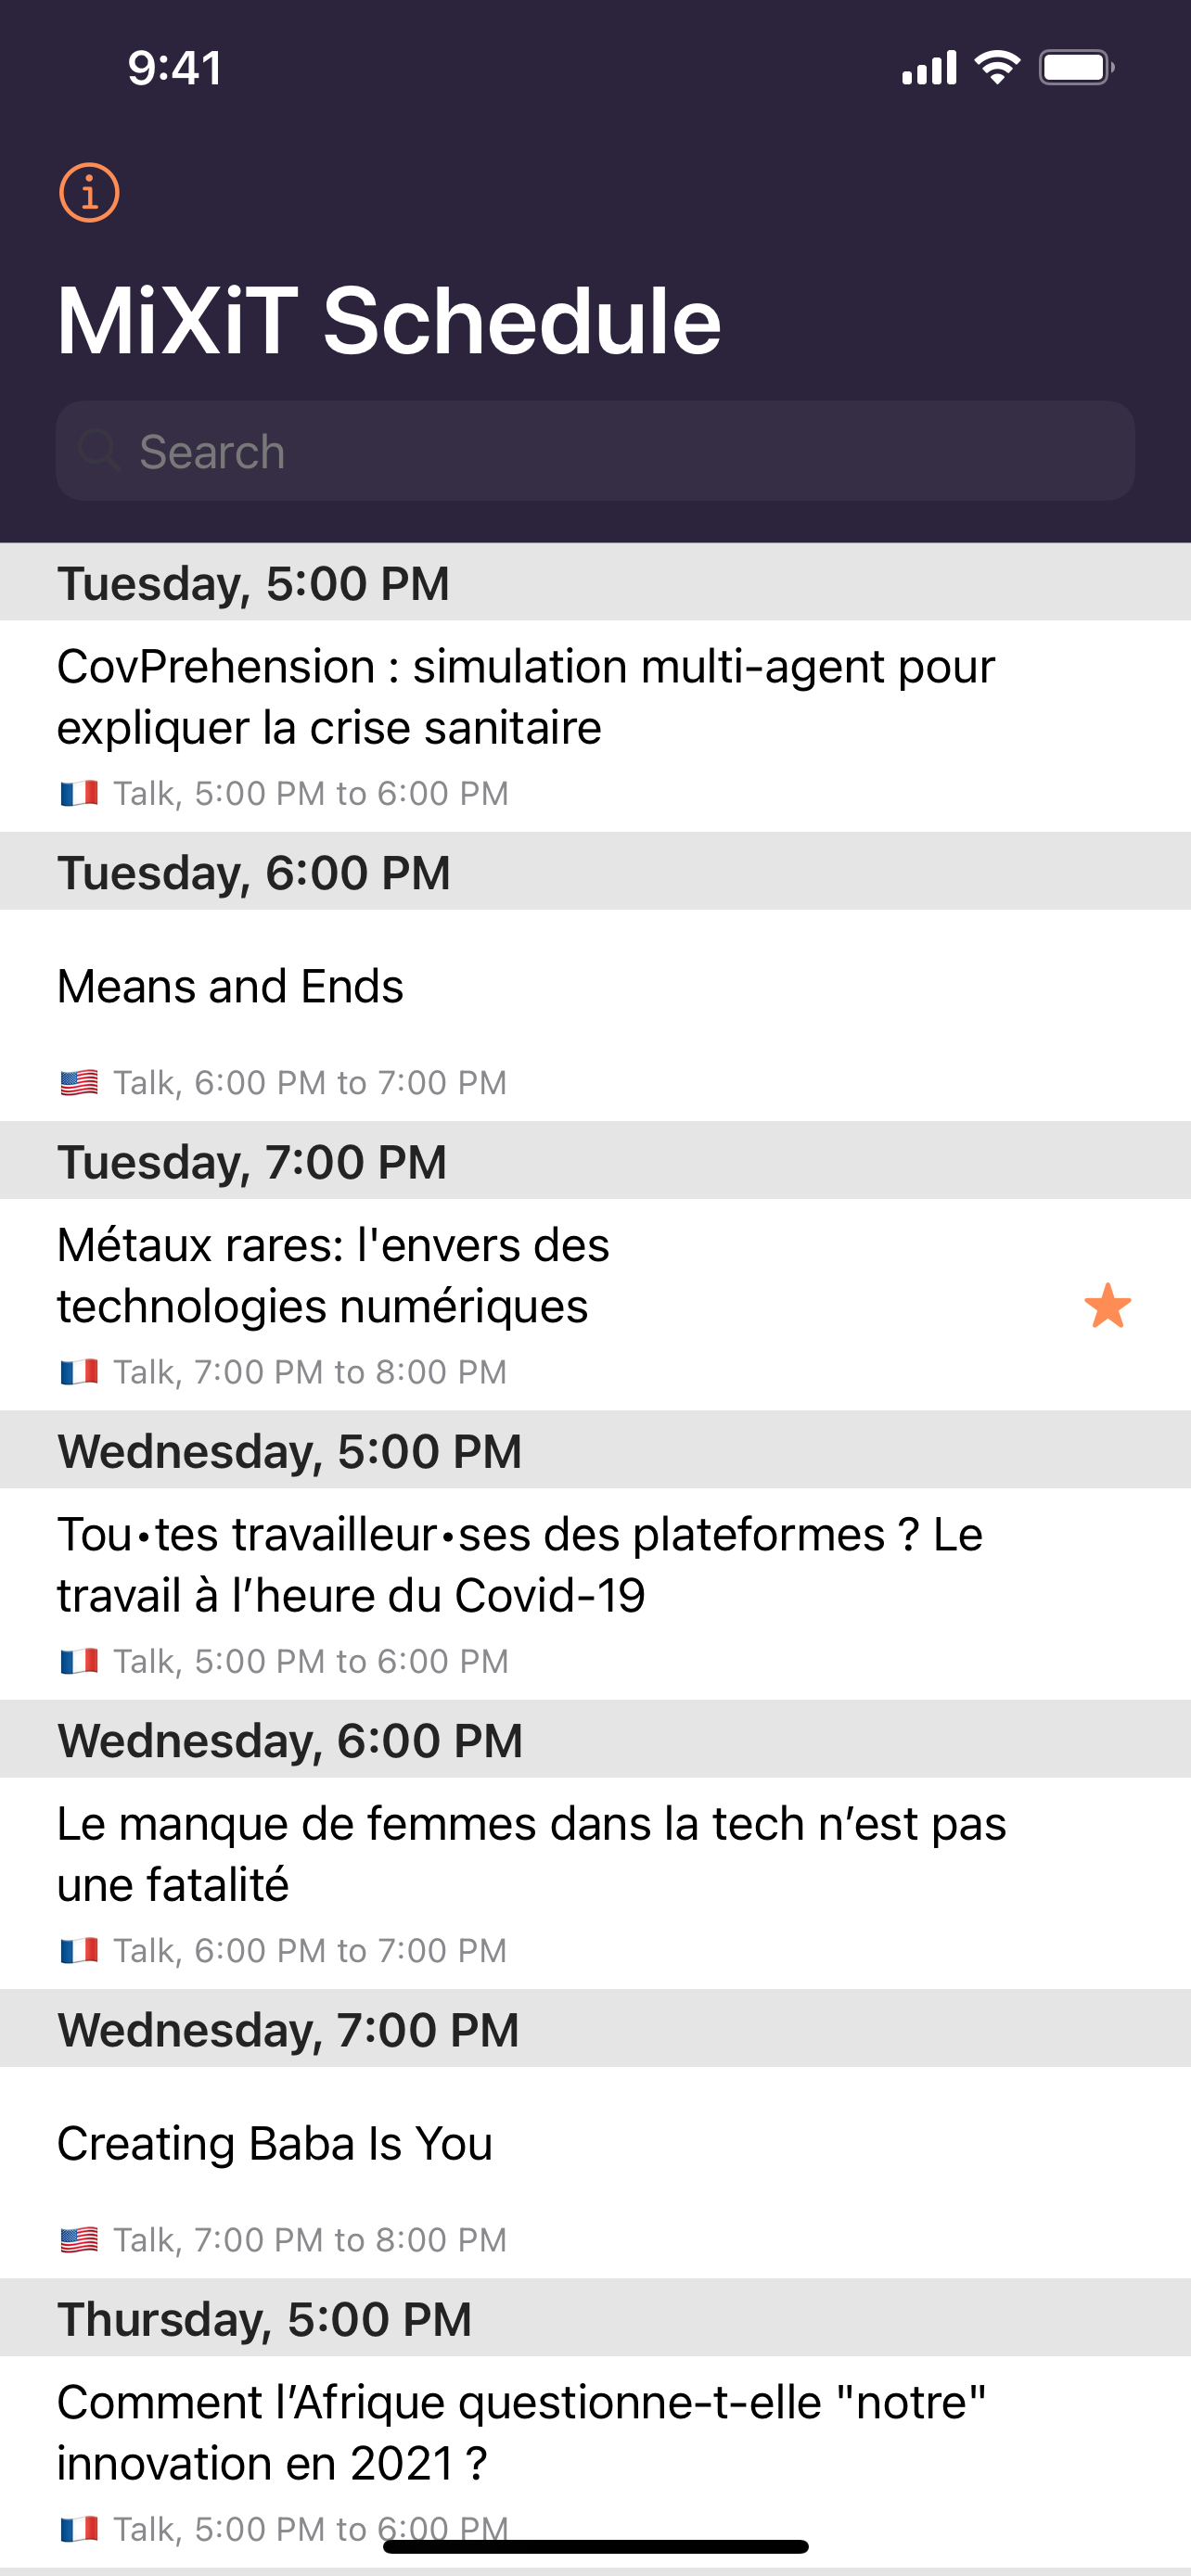 9:41
MiXiT Schedule
Search
Tuesday, 5:00 PM
CovPrehension : simulation multi-agent pour
expliquer la crise sanitaire
Talk, 5:00 PM to 6:00 PM
Tuesday, 6:00 PM
Means and Ends
Talk, 6:00 PM to 7:00 PM
Tuesday, 7:00 PM
Métaux rares: l'envers des
technologies numériques
Talk, 7:00 PM to 8:00 PM
Wednesday, 5:00 PM
Tou•tes travailleur•ses des plateformes ? Le
travail à l’heure du Covid-19
Talk, 5:00 PM to 6:00 PM
Wednesday, 6:00 PM
Le manque de femmes dans la tech n’est pas
une fatalité
Talk, 6:00 PM to 7:00 PM
Wednesday, 7:00 PM
Creating Baba Is You
Talk, 7:00 PM to 8:00 PM
Thursday, 5:00 PM
Comment l’Afrique questionne-t-elle "notre"
innovation en 2021 ?
Talk, 5:00 PM to 6:00 PM